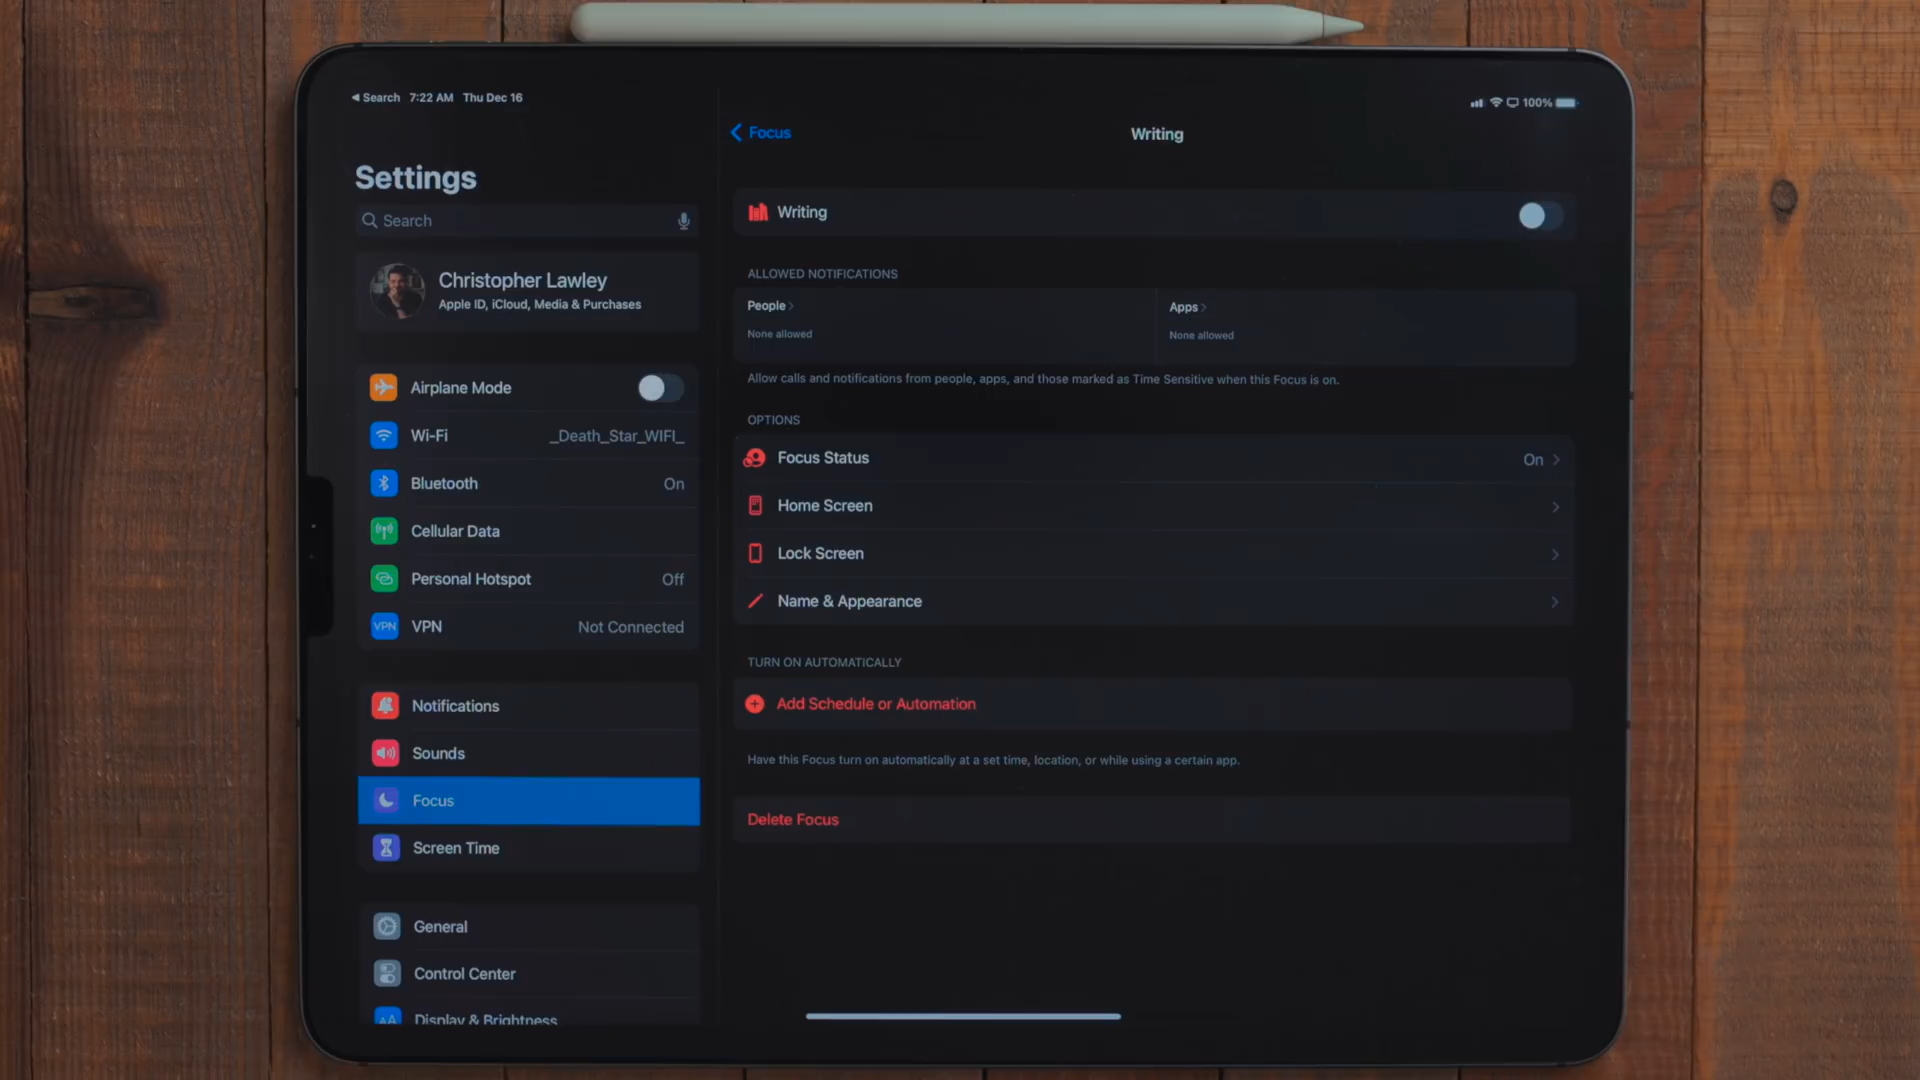 Search 7:22 AM Thu Dec 16
100%
Settings
Search
Christopher Lawley
Apple ID, iCloud, Media & Purchases
Airplane Mode
Wi-Fi _Death_Star_WIFI_
Bluetooth On
Cellular Data
Personal Hotspot Off
VPN VPN Not Connected
Notifications
Sounds
Focus
Screen Time
General
Control Center
AA Display & Brightness
Focus
Writing
Writing
ALLOWED NOTIFICATIONS
People
None allowed
Apps
None allowed
Allow calls and notifications from people, apps, and those marked as Time Sensitive when this Focus is on.
OPTIONS
Focus Status On
Home Screen
Lock Screen
Name & Appearance
TURN ON AUTOMATICALLY
Add Schedule or Automation
Have this Focus turn on automatically at a set time, location, or while using a certain app.
Delete Focus